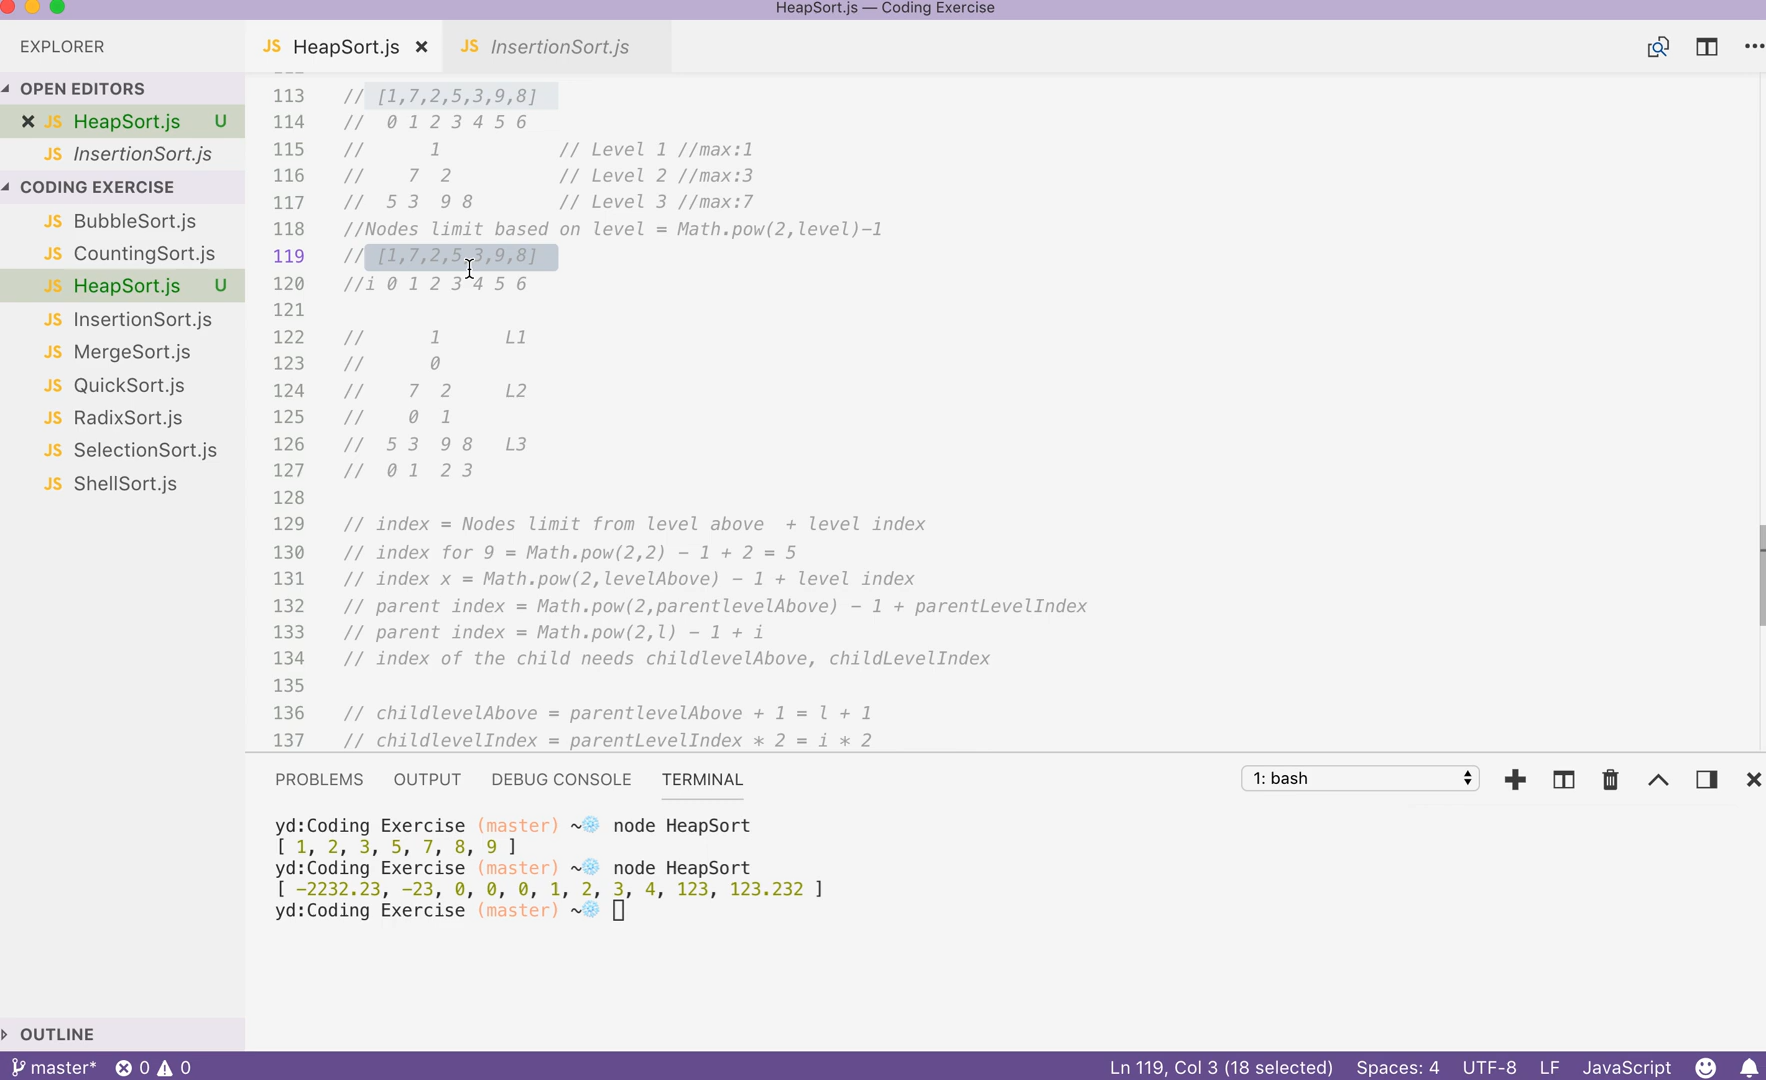 HeapSort.js — Coding Exercise
EXPLORER
JS HeapSort.js
JS InsertionSort.js
OPEN EDITORS
JS HeapSort.js U
JS InsertionSort.js
CODING EXERCISE
JS BubbleSort.js
JS CountingSort.js
JS HeapSort.js U
JS InsertionSort.js
JS MergeSort.js
JS QuickSort.js
JS RadixSort.js
JS SelectionSort.js
JS ShellSort.js
OUTLINE
113 // [1,7,2,5,3,9,8]
114 // 0 1 2 3 4 5 6
115 // 1 // Level 1 //max:1
116 // 7 2 // Level 2 //max:3
117 // 5 3 9 8 // Level 3 //max:7
118 //Nodes limit based on level = Math.pow(2,level)-1
119 // [1,7,2,5,3,9,8]
120 //i 0 1 2 3 4 5 6
121
122 // 1 L1
123 // 0
124 // 7 2 L2
125 // 0 1
126 // 5 3 9 8 L3
127 // 0 1 2 3
128
129 // index = Nodes limit from level above + level index
130 // index for 9 = Math.pow(2,2) - 1 + 2 = 5
131 // index x = Math.pow(2,levelAbove) - 1 + level index
132 // parent index = Math.pow(2,parentlevelAbove) - 1 + parentLevelIndex
133 // parent index = Math.pow(2,l) - 1 + i
134 // index of the child needs childlevelAbove, childLevelIndex
135
136 // childlevelAbove = parentlevelAbove + 1 = l + 1
137 // childlevelIndex = parentLevelIndex * 2 = i * 2
PROBLEMS OUTPUT DEBUG CONSOLE TERMINAL 1: bash
yd:Coding Exercise (master) ~ node HeapSort
[ 1, 2, 3, 5, 7, 8, 9 ]
yd:Coding Exercise (master) ~ node HeapSort
[ -2232.23, -23, 0, 0, 0, 1, 2, 3, 4, 123, 123.232 ]
yd:Coding Exercise (master) ~
master* 0 0 Ln 119, Col 3 (18 selected) Spaces: 4 UTF-8 LF JavaScript